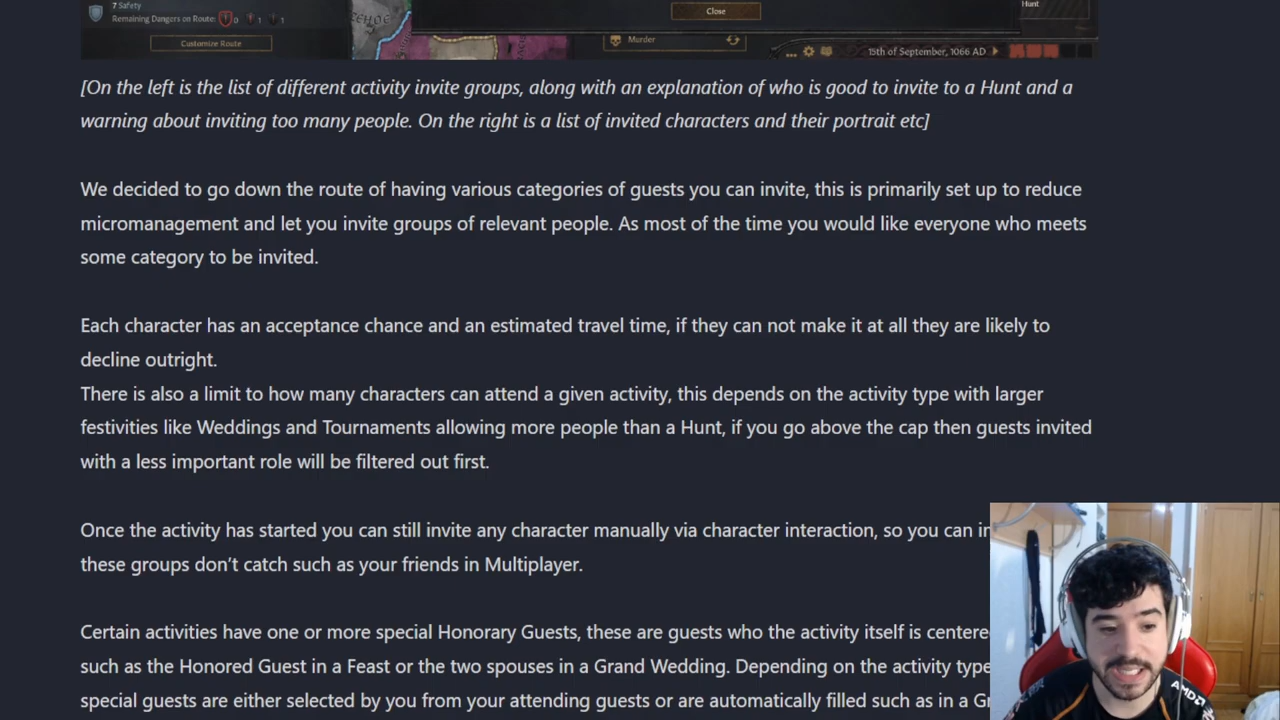 7 Safety
Remaining Dangers on Route: 0 1 1
Customize Route
TEHOE
Close
Murder
Hunt
15th of September, 1066 AD
[On the left is the list of different activity invite groups, along with an explanation of who is good to invite to a Hunt and a
warning about inviting too many people. On the right is a list of invited characters and their portrait etc]
We decided to go down the route of having various categories of guests you can invite, this is primarily set up to reduce
micromanagement and let you invite groups of relevant people. As most of the time you would like everyone who meets
some category to be invited.
Each character has an acceptance chance and an estimated travel time, if they can not make it at all they are likely to
decline outright.
There is also a limit to how many characters can attend a given activity, this depends on the activity type with larger
festivities like Weddings and Tournaments allowing more people than a Hunt, if you go above the cap then guests invited
with a less important role will be filtered out first.
Once the activity has started you can still invite any character manually via character interaction, so you can in
these groups don't catch such as your friends in Multiplayer.
Certain activities have one or more special Honorary Guests, these are guests who the activity itself is centere
such as the Honored Guest in a Feast or the two spouses in a Grand Wedding. Depending on the activity type
special guests are either selected by you from your attending guests or are automatically filled such as in a Gr
AMD